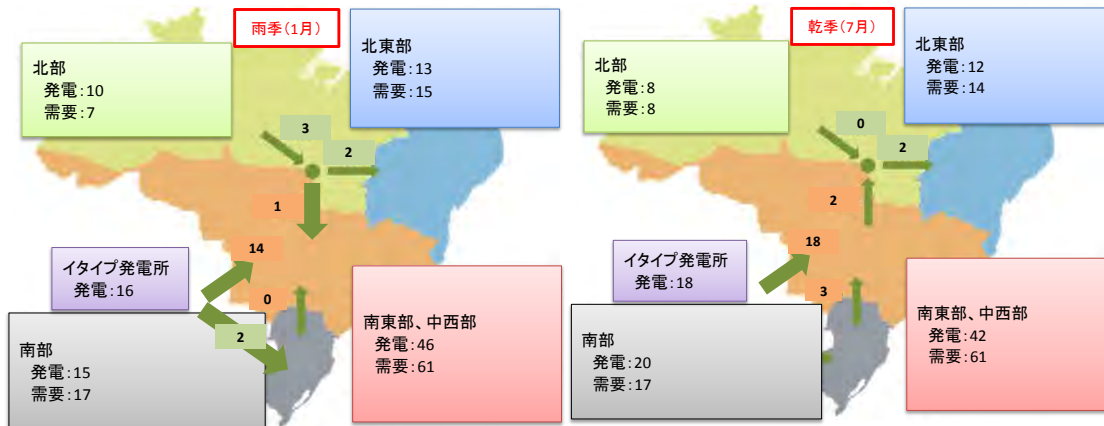 雨季(1月)
北部
発電:10
需要:7
北東部
発電:13
需要:15
3
2
1
14
イタイプ発電所
発電:16
0
2
南部
発電:15
需要:17
南東部、中西部
発電:46
需要:61
乾季(7月)
北部
発電:8
需要:8
北東部
発電:12
需要:14
0
2
2
18
イタイプ発電所
発電:18
3
南部
発電:20
需要:17
南東部、中西部
発電:42
需要:61